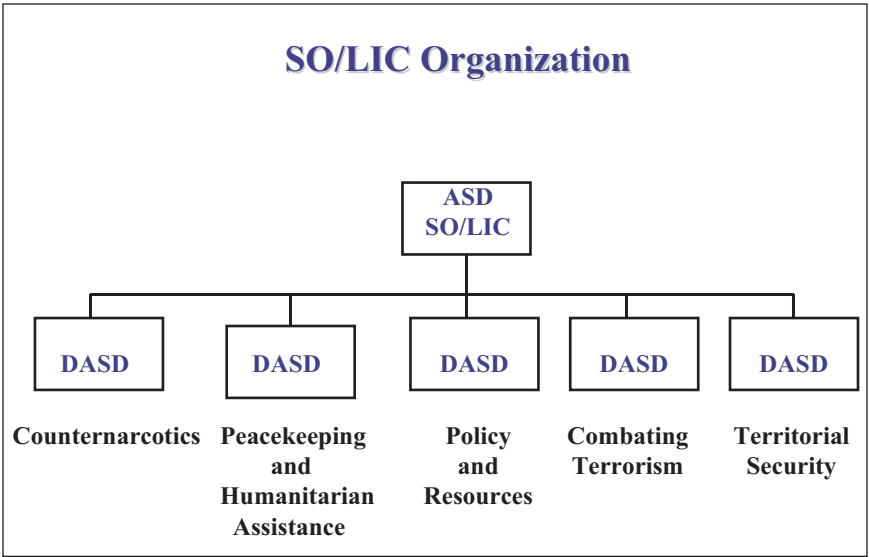 SO/LIC Organization
ASD
SO/LIC
DASD
DASD
DASD
DASD
DASD
Counternarcotics
Peacekeeping
and
Humanitarian
Assistance
Policy
and
Resources
Combating
Terrorism
Territorial
Security